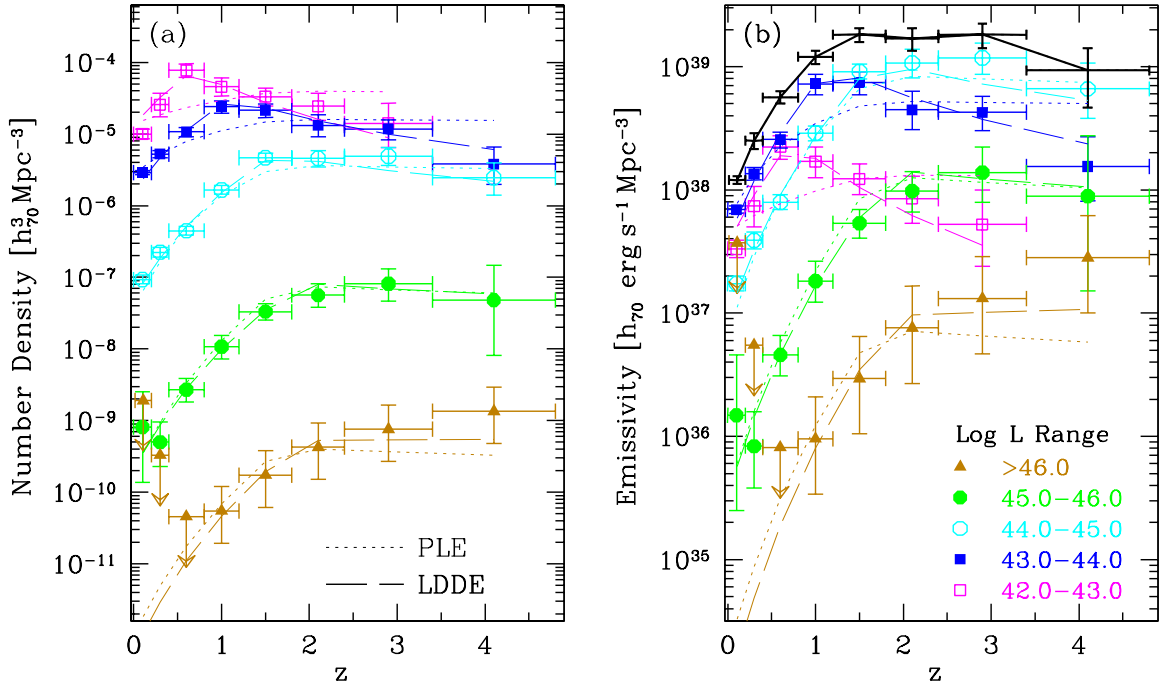 (a)
Number Density [h₇₀³ Mpc⁻³]
10⁻⁴
10⁻⁵
10⁻⁶
10⁻⁷
10⁻⁸
10⁻⁹
10⁻¹⁰
10⁻¹¹
PLE
LDDE
0 1 2 3 4
z
(b)
Emissivity [h₇₀ erg s⁻¹ Mpc⁻³]
10³⁹
10³⁸
10³⁷
10³⁶
10³⁵
Log L Range
>46.0
45.0−46.0
44.0−45.0
43.0−44.0
42.0−43.0
0 1 2 3 4
z